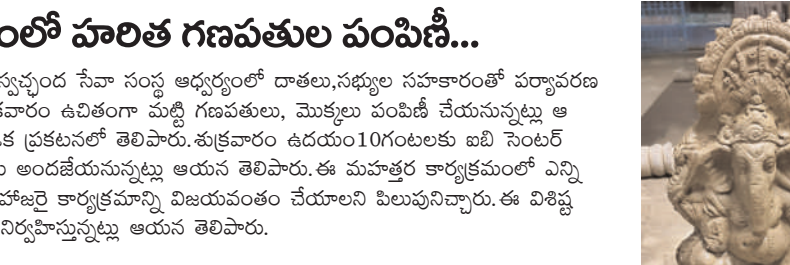 ంలో హరిత గణపతుల పంపిణీ...
స్వచ్ఛంద సేవా సంస్థ ఆధ్వర్యంలో దాతలు,సభ్యుల సహకారంతో పర్యావరణ
క్రవారం ఉచితంగా మట్టి గణపతులు, మొక్కలు పంపిణీ చేయనున్నట్లు ఆ
క ప్రకటనలో తెలిపారు.శుక్రవారం ఉదయం10గంటలకు ఐబి సెంటర్
అందజేయనున్నట్లు ఆయన తెలిపారు.ఈ మహత్తర కార్యక్రమంలో ఎన్ని
హాజరై కార్యక్రమాన్ని విజయవంతం చేయాలని పిలుపునిచ్చారు.ఈ విశిష్ట
నిర్వహిస్తున్నట్లు ఆయన తెలిపారు.